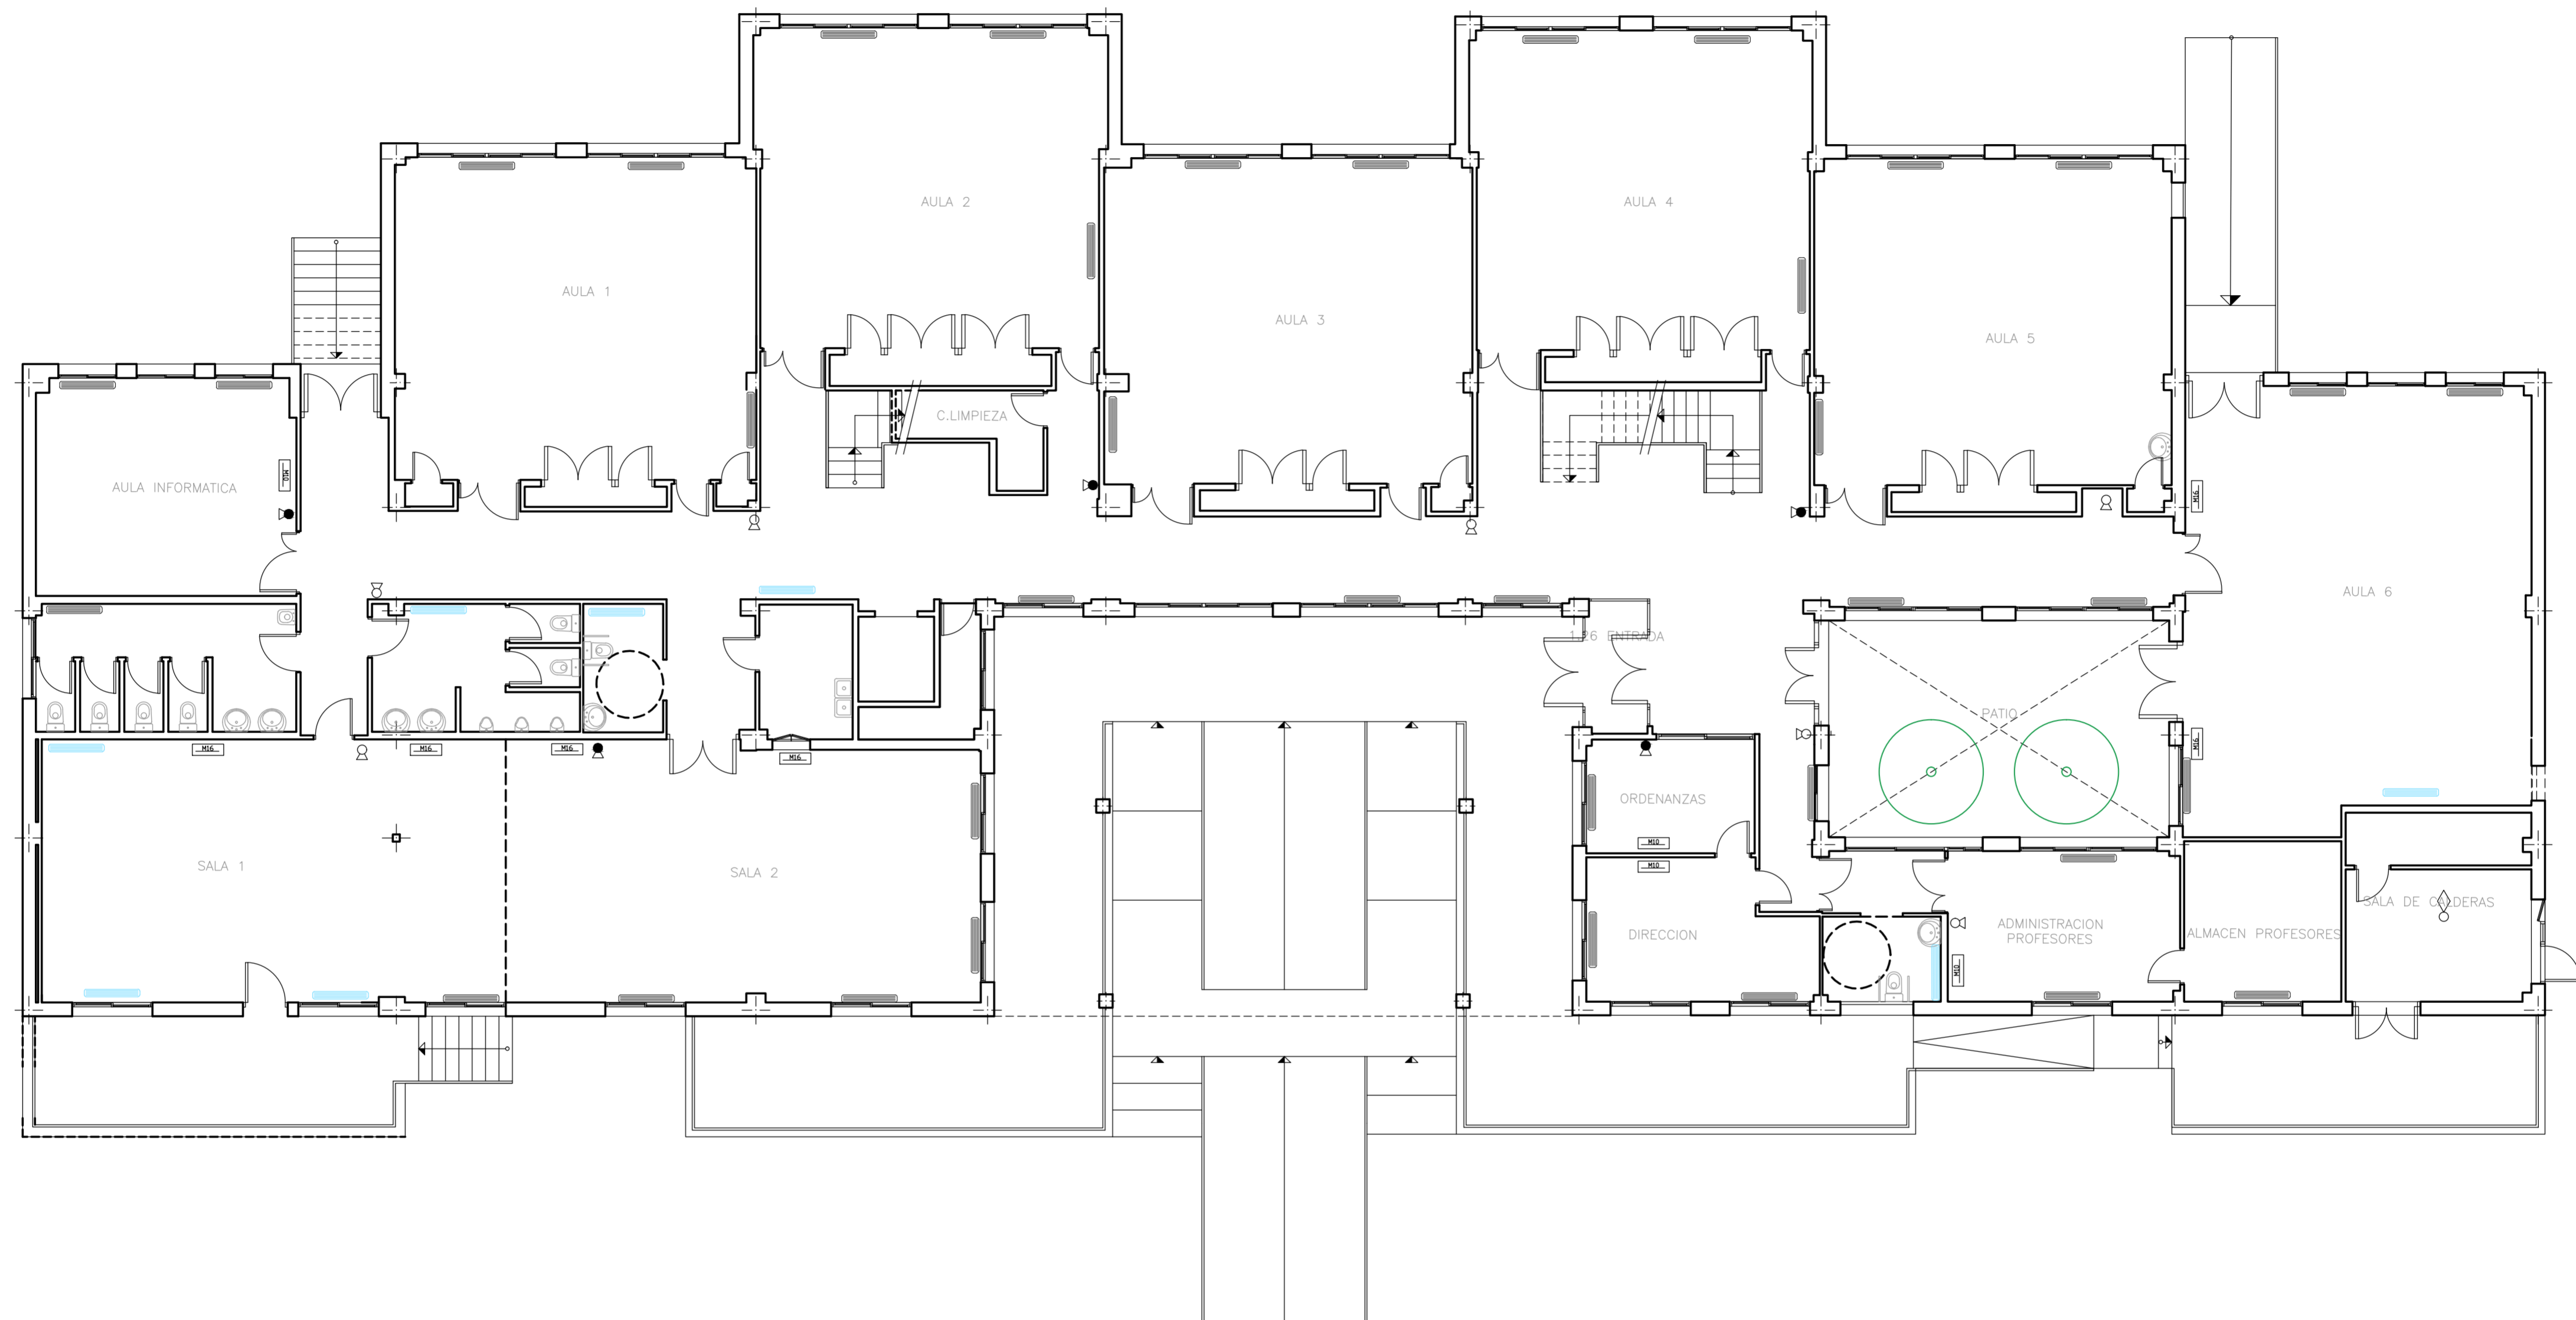 AULA 2
AULA 4
AULA 1
AULA 3
AULA 5
C.LIMPIEZA
AULA INFORMATICA
M10
M16
AULA 6
ENTRADA
PATIO
M16
M16
M16
M16
M16
ORDENANZAS
M10
M10
SALA 1
SALA 2
SALA DE CALDERAS
DIRECCION
ADMINISTRACION
PROFESORES
ALMACEN PROFESORES
M10